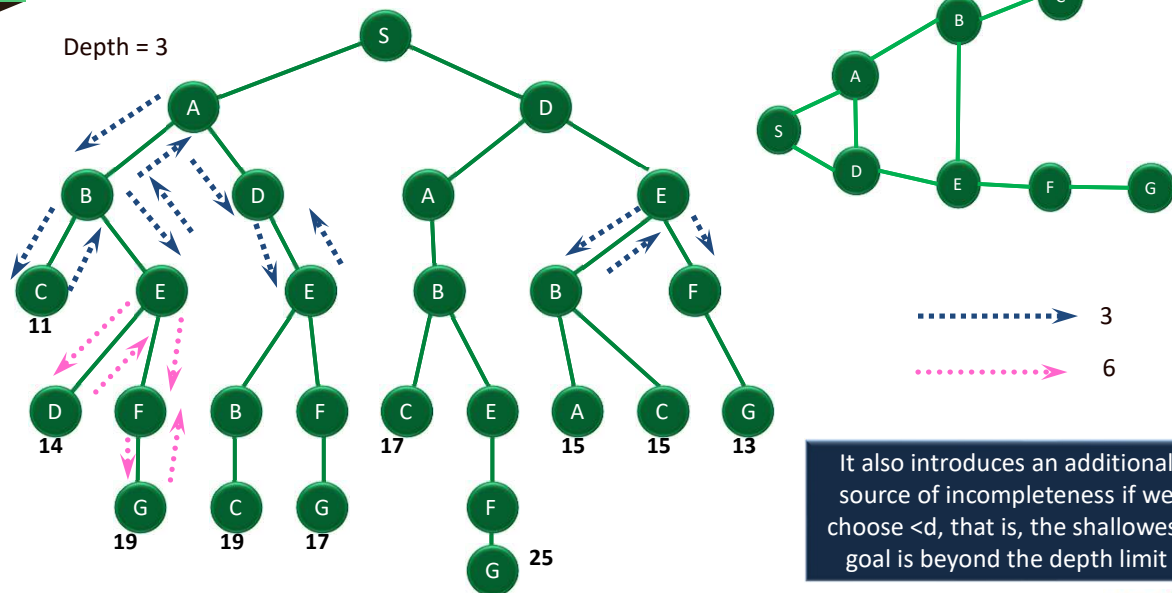 Depth = 3
S
A
D
B
D
A
E
C
E
E
B
B
F
11
D
F
B
F
C
E
A
C
G
14
17
15
15
13
G
C
G
F
19
19
17
G
25
B
A
S
D
E
F
G
3
6
It also introduces an additional
source of incompleteness if we
choose <d, that is, the
goal is beyond the depth limit